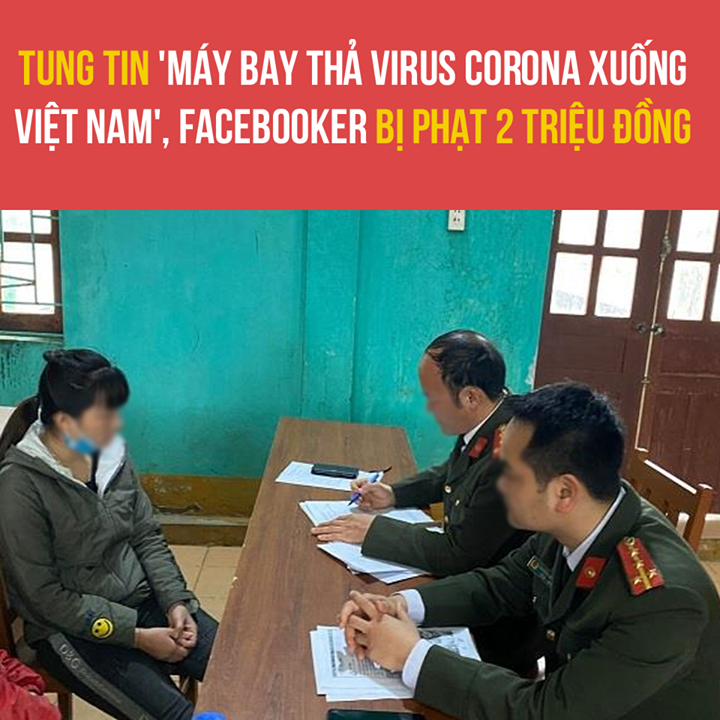 TUNG TIN 'MÁY BAY THẢ VIRUS CORONA XUỐNG
VIỆT NAM', FACEBOOKER BỊ PHẠT 2 TRIỆU ĐỒNG